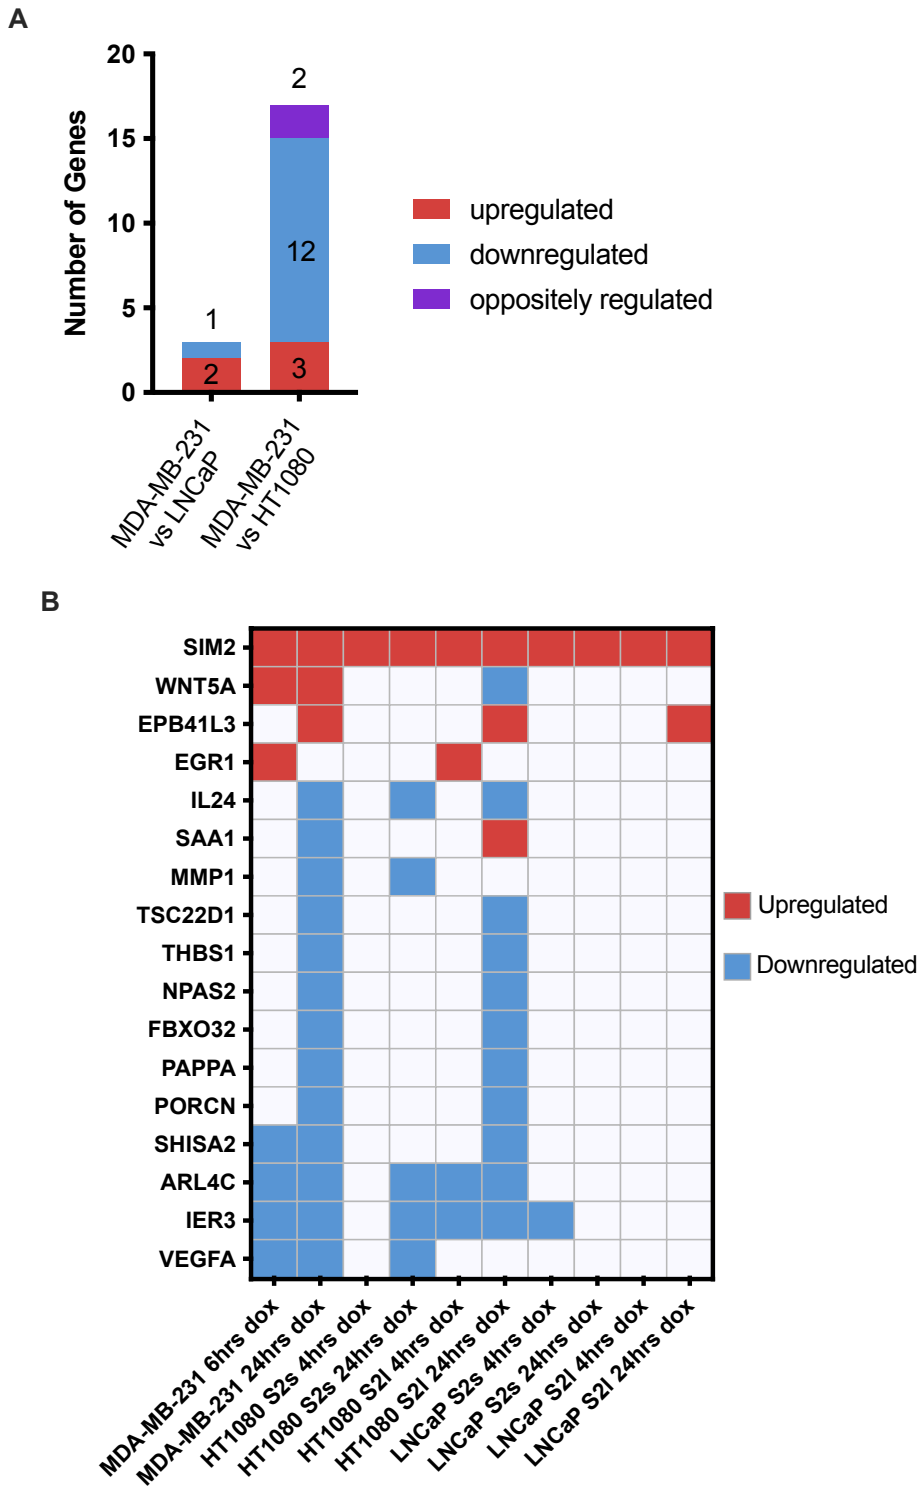 A
20
15
10
5
0
Number of Genes
2
12
3
1
2
MDA-MB-231
vs LNCaP
MDA-MB-231
vs HT1080
upregulated
downregulated
oppositely regulated
B
SIM2
WNT5A
EPB41L3
EGR1
IL24
SAA1
MMP1
TSC22D1
THBS1
NPAS2
FBXO32
PAPPA
PORCN
SHISA2
ARL4C
IER3
VEGFA
MDA-MB-231 6hrs dox
MDA-MB-231 24hrs dox
HT1080 S2s 4hrs dox
HT1080 S2s 24hrs dox
HT1080 S2l 4hrs dox
HT1080 S2l 24hrs dox
LNCaP S2s 4hrs dox
LNCaP S2s 24hrs dox
LNCaP S2l 4hrs dox
LNCaP S2l 24hrs dox
Upregulated
Downregulated